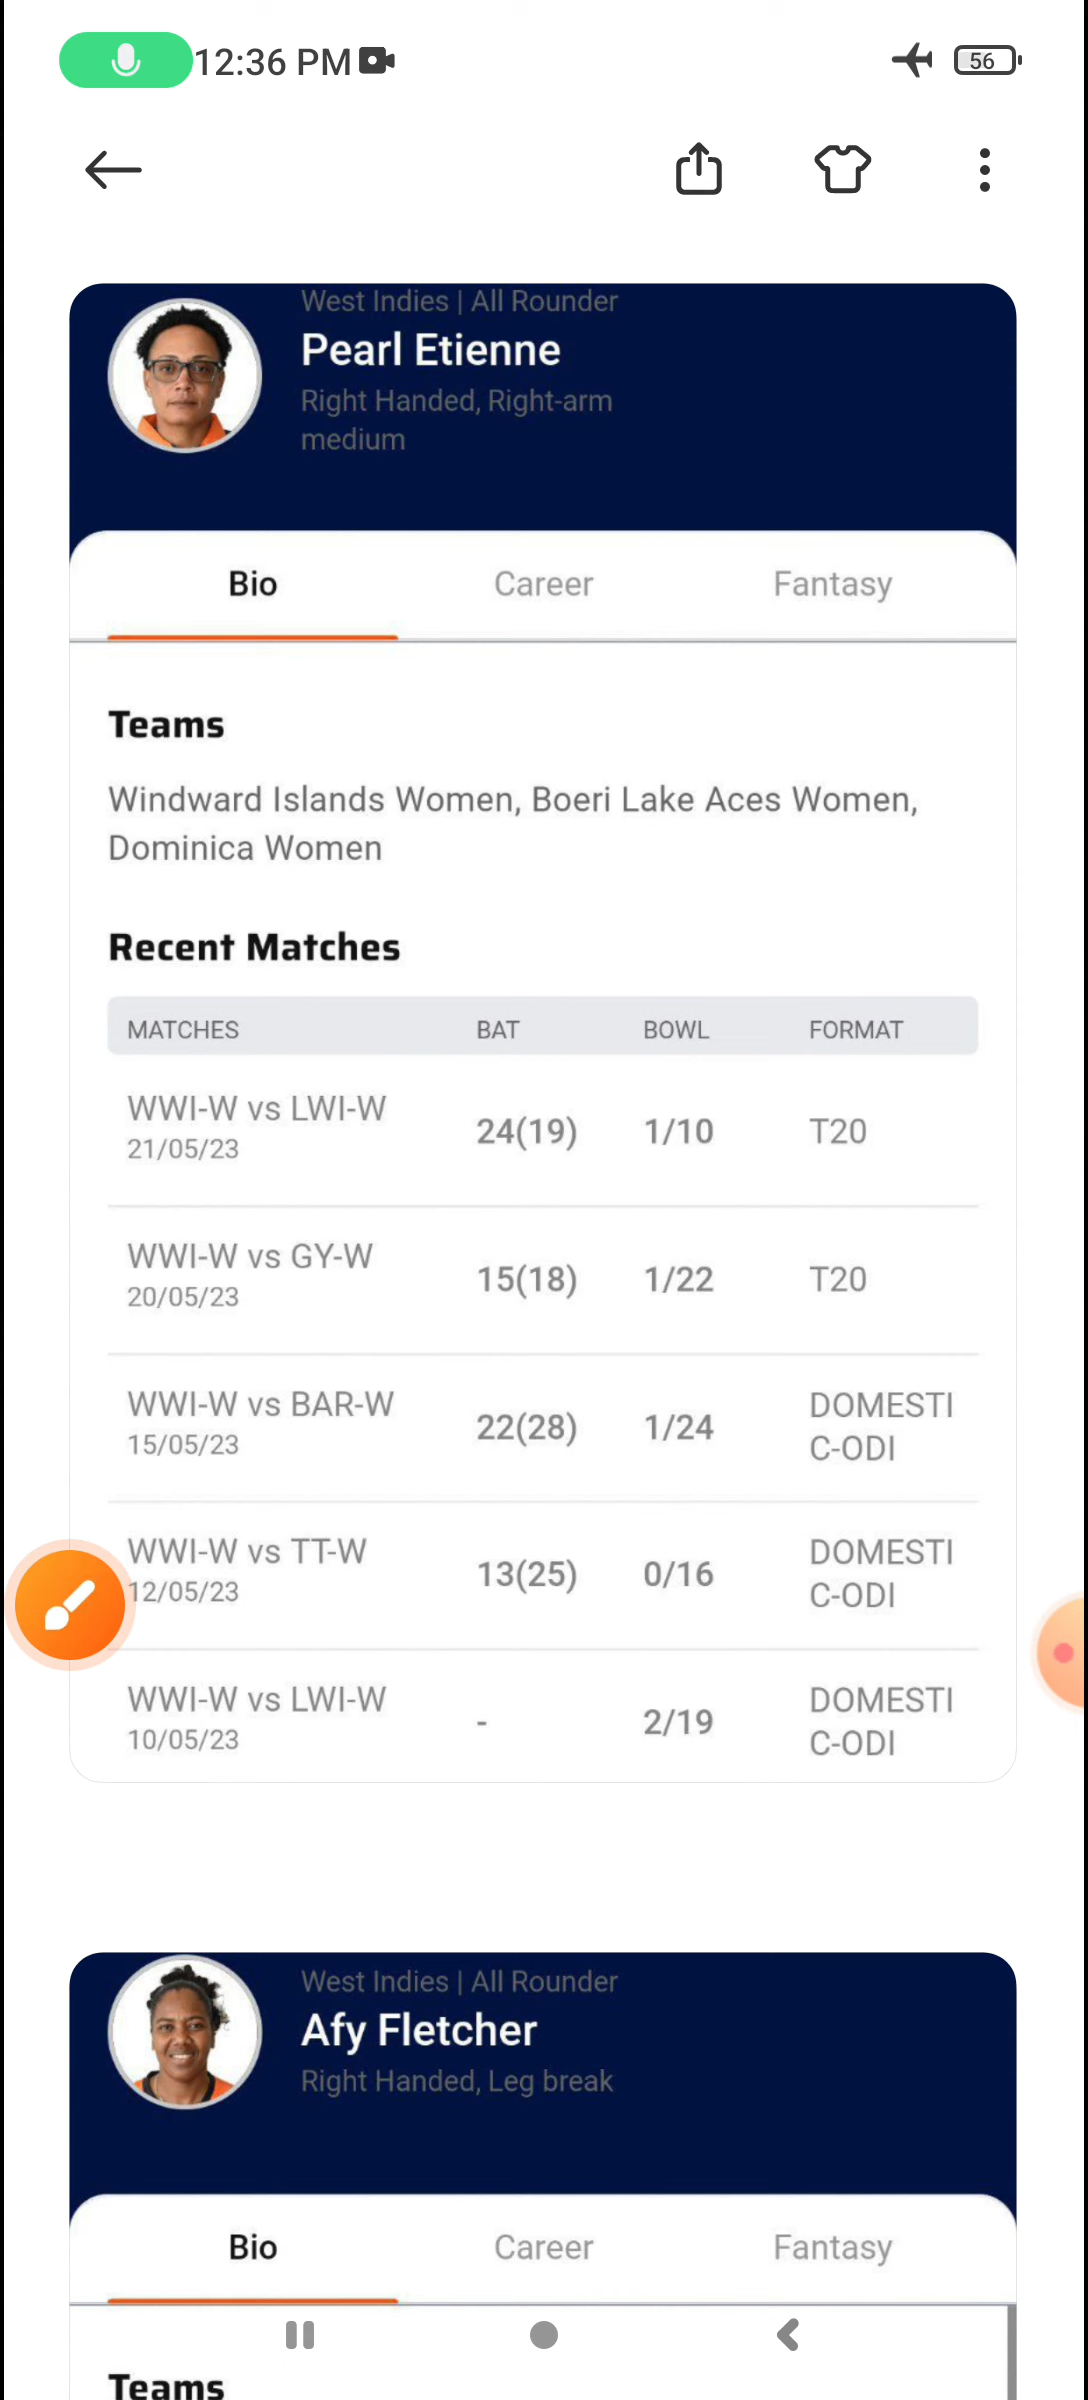 12:36 PM
56
West Indies | All Rounder
Pearl Etienne
Right Handed, Right-arm
medium
Bio Career Fantasy
Teams
Windward Islands Women, Boeri Lake Aces Women,
Dominica Women
Recent Matches
MATCHES BAT BOWL FORMAT
WWI-W vs LWI-W
21/05/23
24(19) 1/10 T20
WWI-W vs GY-W
20/05/23
15(18) 1/22 T20
WWI-W vs BAR-W
15/05/23
22(28) 1/24
DOMESTI
C-ODI
WWI-W vs TT-W
12/05/23
13(25) 0/16
DOMESTI
C-ODI
WWI-W vs LWI-W
10/05/23
- 2/19
DOMESTI
C-ODI
West Indies | All Rounder
Afy Fletcher
Right Handed, Leg break
Bio Career Fantasy
Teams